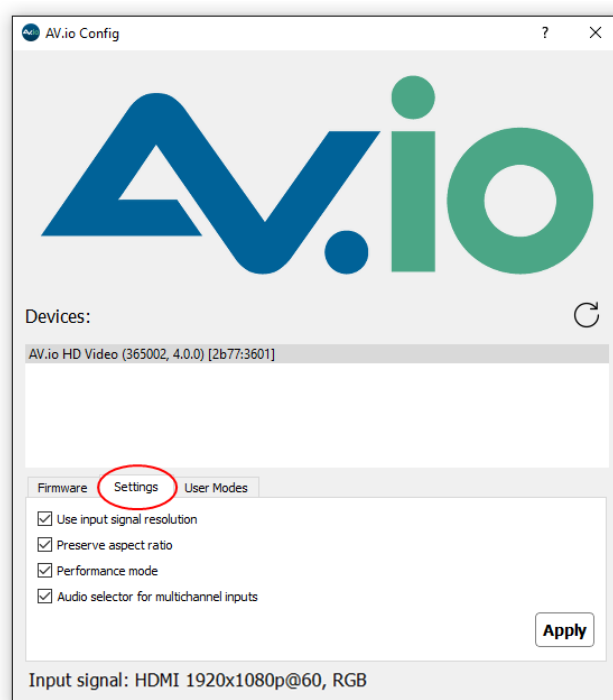 AV.io Config
AV.io
Devices:
AV.io HD Video (365002, 4.0.0) [2b77:3601]
Firmware Settings User Modes
Use input signal resolution
Preserve aspect ratio
Performance mode
Audio selector for multichannel inputs
Apply
Input signal: HDMI 1920x1080p@60, RGB